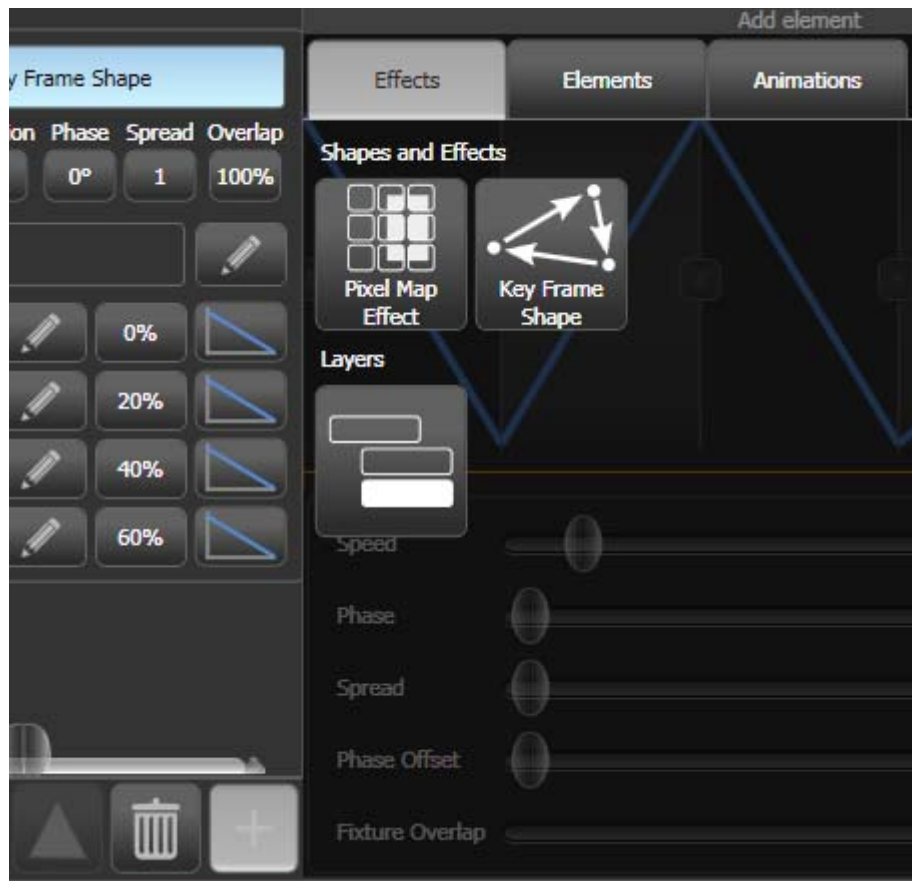 Add element
y Frame Shape
Effects
Elements
Animations
on Phase Spread Overlap
0° 1 100%
Shapes and Effects
Pixel Map
Effect
Key Frame
Shape
0%
Layers
20%
40%
60%
Speed
Phase
Spread
Phase Offset
Fixture Overlap